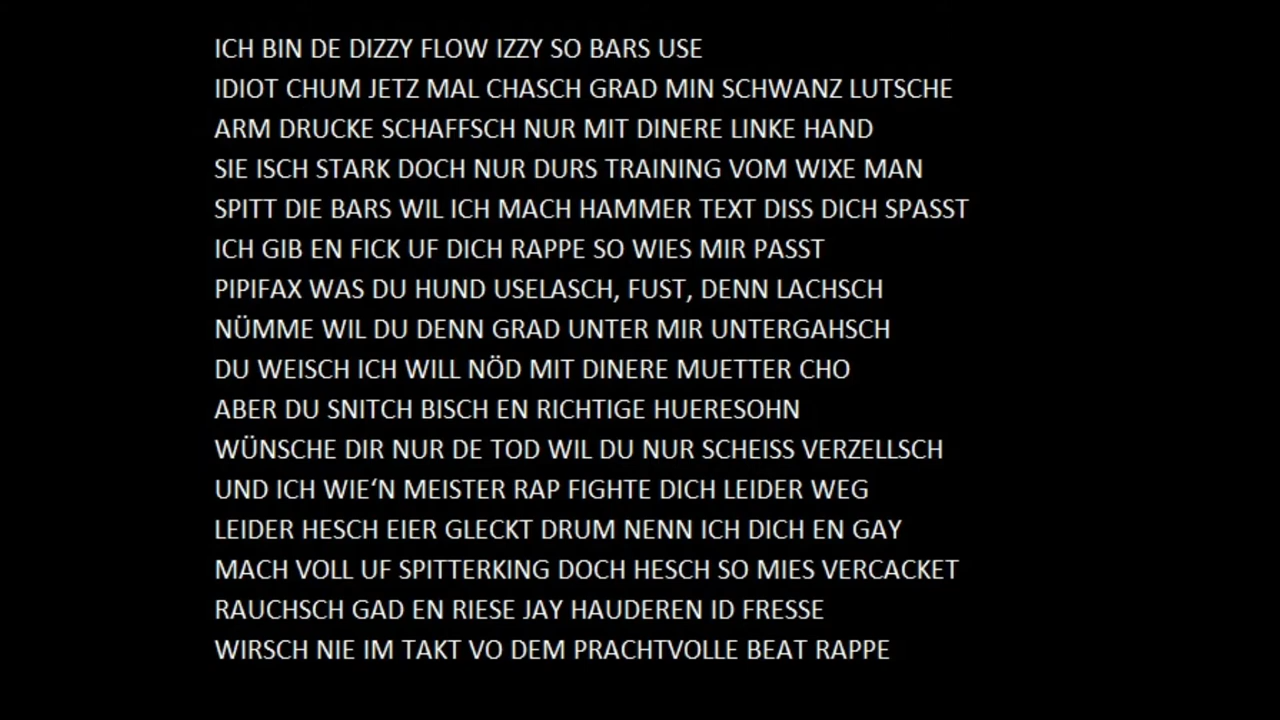 ICH BIN DE DIZZY FLOW IZZY SO BARS USE
IDIOT CHUM JETZ MAL CHASCH GRAD MIN SCHWANZ LUTSCHE
ARM DRUCKE SCHAFFSCH NUR MIT DINERE LINKE HAND
SIE ISCH STARK DOCH NUR DURS TRAINING VOM WIXE MAN
SPITT DIE BARS WIL ICH MACH HAMMER TEXT DISS DICH SPASST
ICH GIB EN FICK UF DICH RAPPE SO WIES MIR PASST
PIPIFAX WAS DU HUND USELASCH, FUST, DENN LACHSCH
NÜMME WIL DU DENN GRAD UNTER MIR UNTERGAHSCH
DU WEISCH ICH WILL NÖD MIT DINERE MUETTER CHO
ABER DU SNITCH BISCH EN RICHTIGE HUERESOHN
WÜNSCHE DIR NUR DE TOD WIL DU NUR SCHEISS VERZELLSCH
UND ICH WIE‘N MEISTER RAP FIGHTE DICH LEIDER WEG
LEIDER HESCH EIER GLECKT DRUM NENN ICH DICH EN GAY
MACH VOLL UF SPITTERKING DOCH HESCH SO MIES VERCACKET
RAUCHSCH GAD EN RIESE JAY HAUDEREN ID FRESSE
WIRSCH NIE IM TAKT VO DEM PRACHTVOLLE BEAT RAPPE